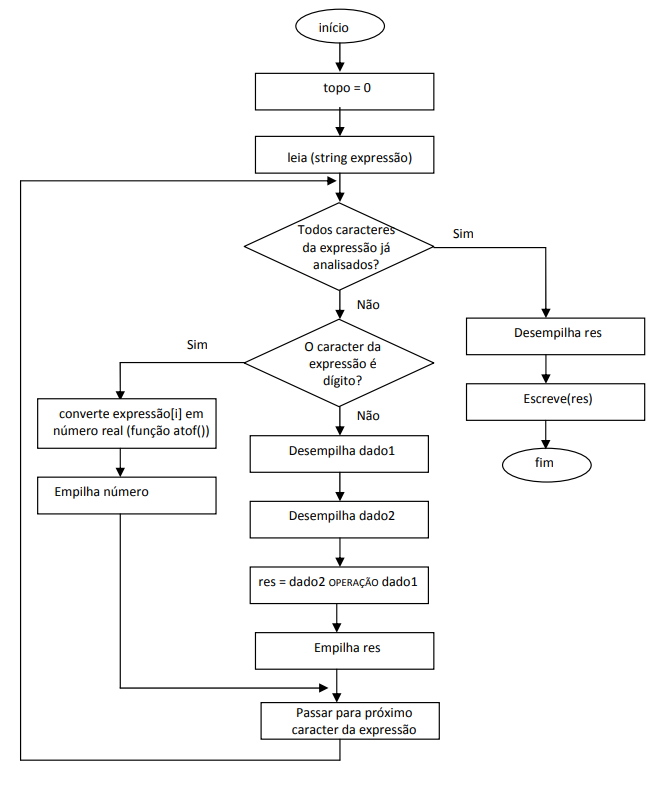 início
topo = 0
leia (string expressão)
Todos caracteres
da expressão já
analisados?
Sim
Não
Desempilha res
Escreve(res)
fim
O caracter da
expressão é
dígito?
Sim
Não
converte expressão[i] em
número real (função atof())
Empilha número
Desempilha dado1
Desempilha dado2
res = dado2 OPERAÇÃO dado1
Empilha res
Passar para próximo
caracter da expressão